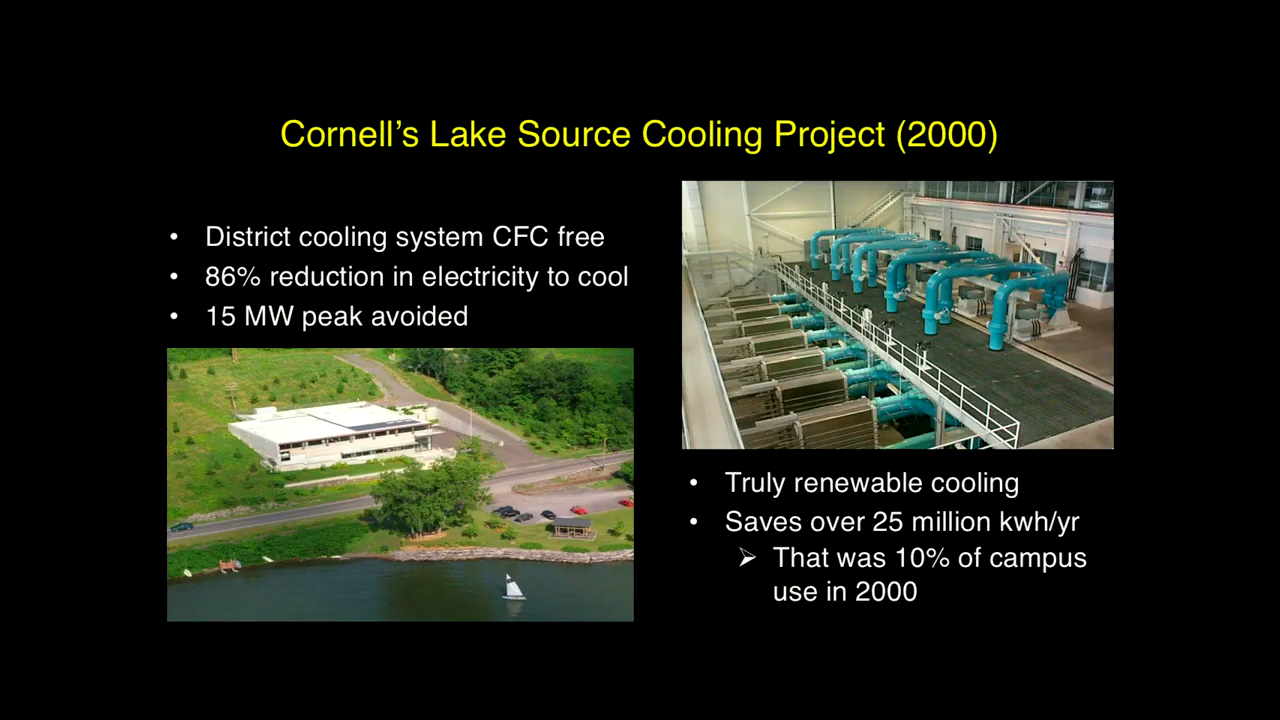 Cornell’s Lake Source Cooling Project (2000)
• District cooling system CFC free
• 86% reduction in electricity to cool
• 15 MW peak avoided
• Truly renewable cooling
• Saves over 25 million kwh/yr
➢ That was 10% of campus
use in 2000